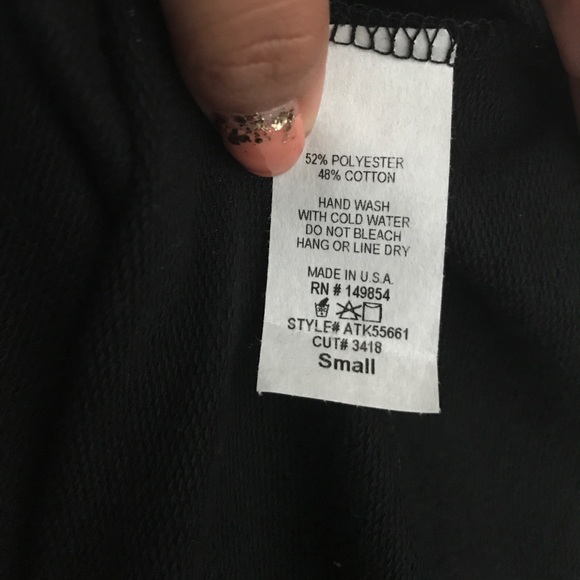 52% POLYESTER
48% COTTON
HAND WASH
WITH COLD WATER
DO NOT BLEACH
HANG OR LINE DRY
MADE IN U.S.A.
RN # 149854
STYLE# ATK55661
CUT# 3418
Small